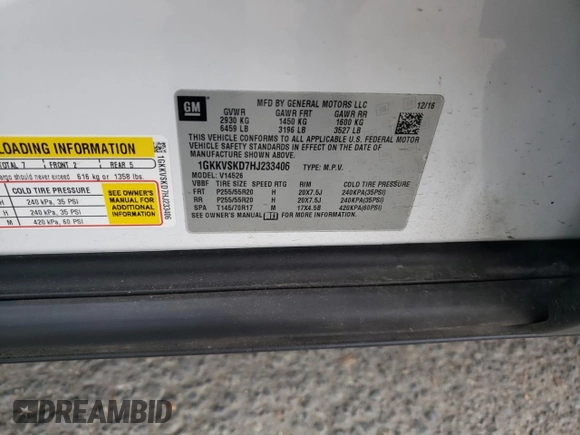 GM
MFD BY GENERAL MOTORS LLC
12/16
GVWR GAWR FRT GAWR RR
2930 KG 1450 KG 1600 KG
6459 LB 3196 LB 3527 LB
THIS VEHICLE CONFORMS TO ALL APPLICABLE U.S. FEDERAL MOTOR
VEHICLE SAFETY STANDARDS IN EFFECT ON THE DATE
OF MANUFACTURE SHOWN ABOVE.
1GKKVSKD7HJ233406 TYPE: M.P.V.
MODEL: V14526
VBBF TIRE SIZE SPEED RTG RIM COLD TIRE PRESSURE
FRT P255/55R20 H 20X7.5J 240KPA(35PSI)
RR P255/55R20 H 20X7.5J 240KPA(35PSI)
SPA T145/70R17 M 17X4.5B 420KPA(60PSI)
SEE OWNER'S MANUAL FOR ADDITIONAL INFORMATION.
LOADING INFORMATION
TOTAL 7 FRONT 2 REAR 5
cargo should never exceed 616 kg or 1358 lbs.
COLD TIRE PRESSURE
H 240 kPa, 35 PSI
H 240 kPa, 35 PSI
M 420 kPa, 60 PSI
SEE OWNER'S
MANUAL FOR
ADDITIONAL
INFORMATION
1GKKVSKD7HJ233406
DREAMBID